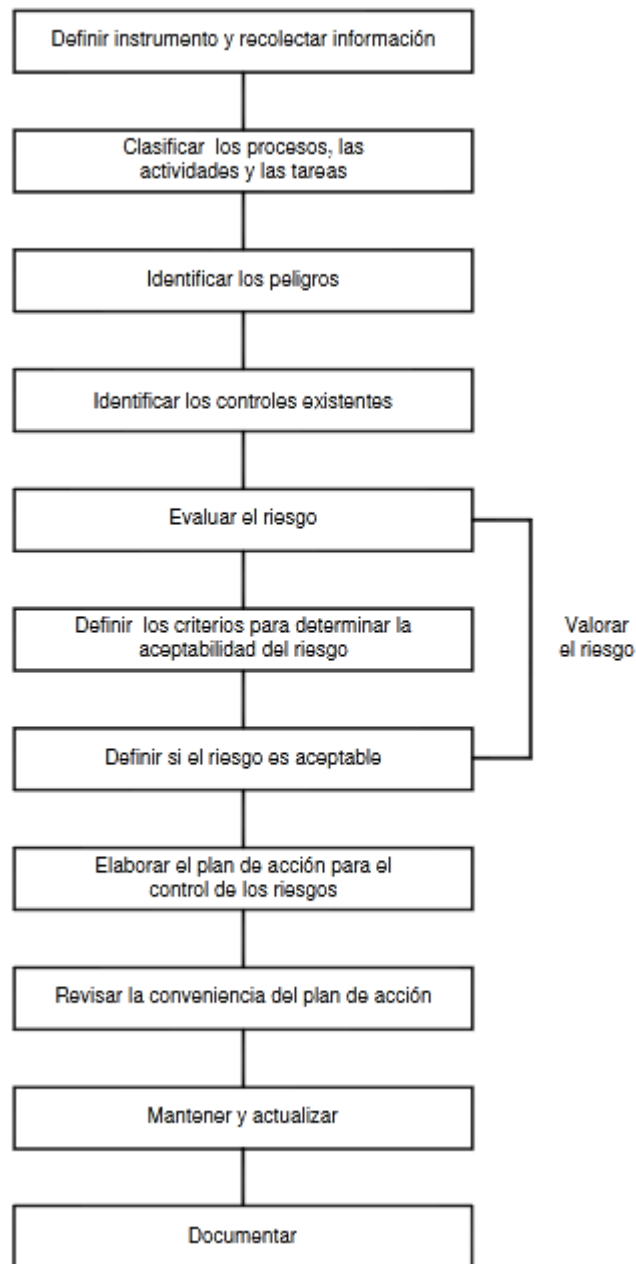 Definir instrumento y recolectar información
Clasificar los procesos, las
actividades y las tareas
Identificar los peligros
Identificar los controles existentes
Evaluar el riesgo
Definir los criterios para determinar la
aceptabilidad del riesgo
Valorar
el riesgo
Definir si el riesgo es aceptable
Elaborar el plan de acción para el
control de los riesgos
Revisar la conveniencia del plan de acción
Mantener y actualizar
Documentar